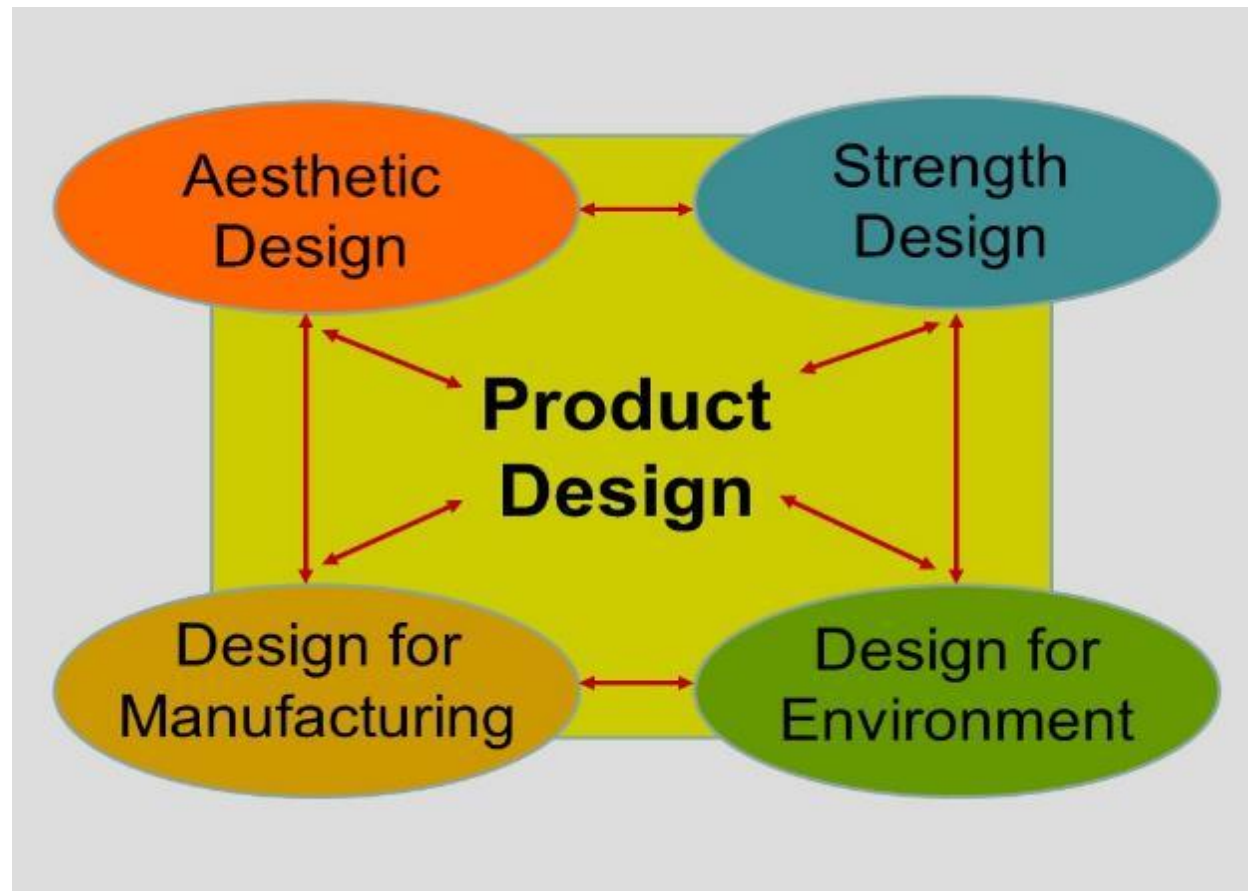 Aesthetic
Design
Strength
Design
Product
Design
Design for
Manufacturing
Design for
Environment